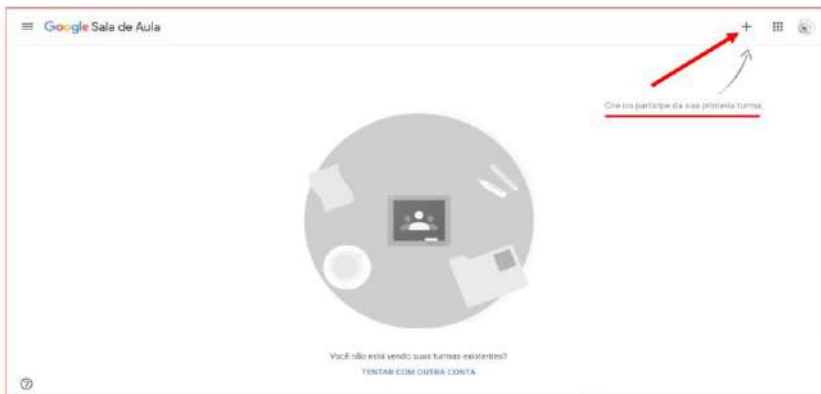 Google Sala de Aula
Crie ou participe da sua primeira turma.
Você não está vendo suas turmas existentes?
TENTAR COM OUTRA CONTA